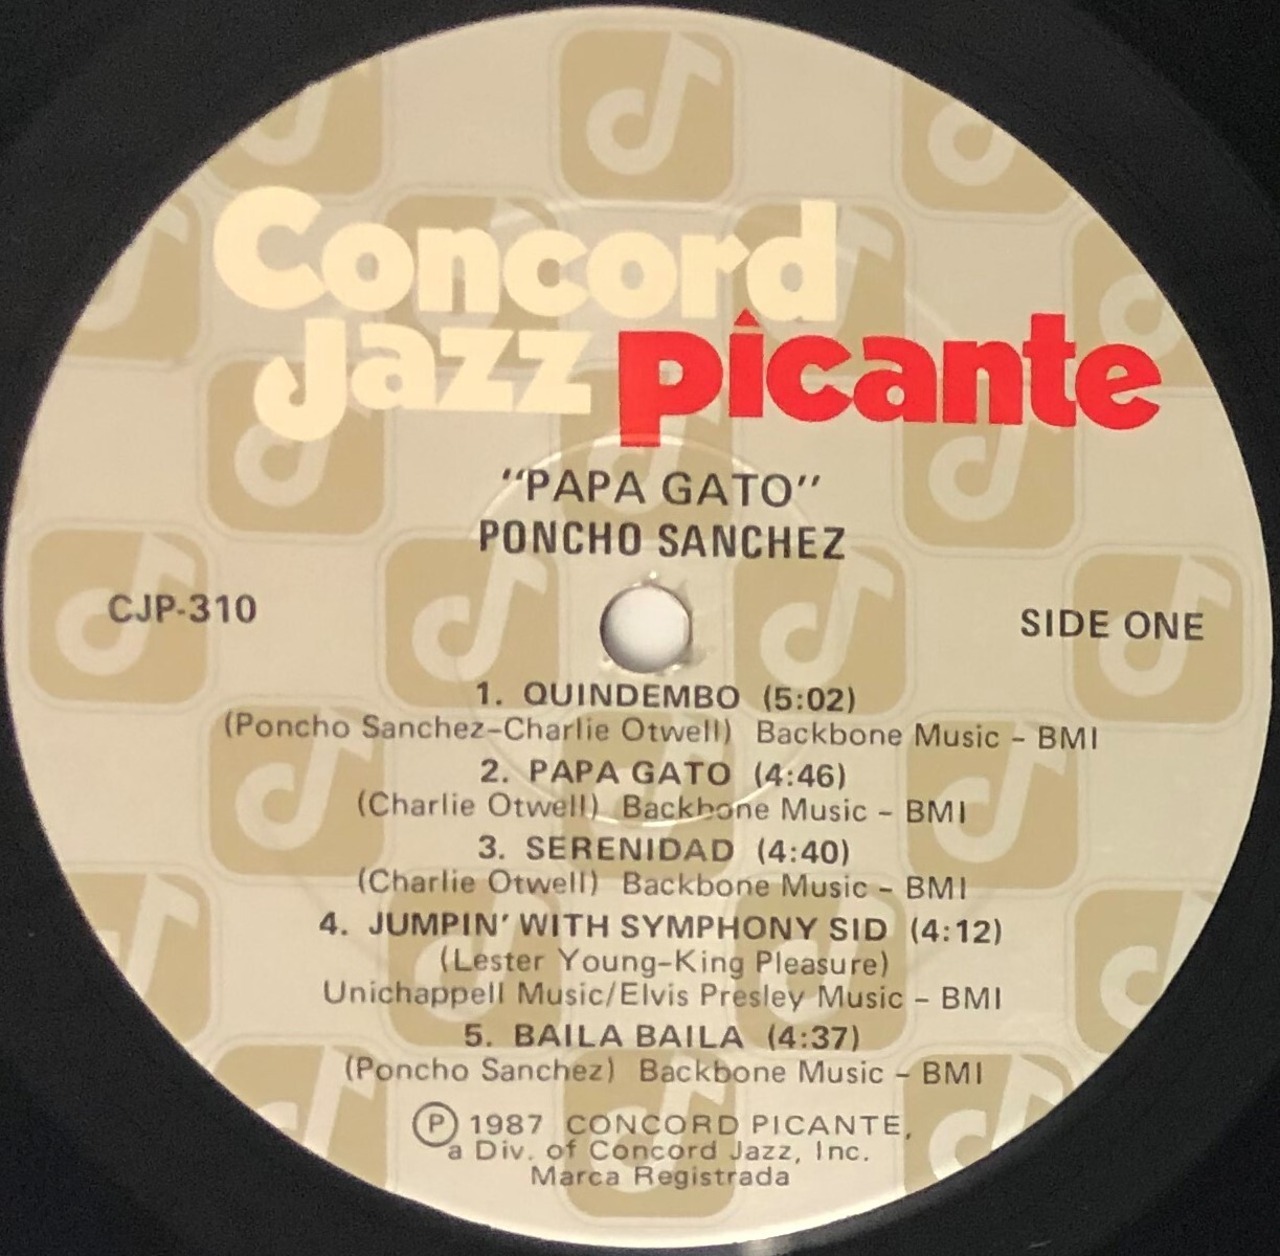 Concord
Jazz picante
"PAPA GATO"
PONCHO SANCHEZ
CJP-310
SIDE ONE
1. QUINDEMBO (5:02)
(Poncho Sanchez-Charlie Otwell) Backbone Music - BMI
2. PAPA GATO (4:46)
(Charlie Otwell) Backbone Music - BMI
3. SERENIDAD (4:40)
(Charlie Otwell) Backbone Music - BMI
4. JUMPIN' WITH SYMPHONY SID (4:12)
(Lester Young-King Pleasure)
Unichappell Music/Elvis Presley Music - BMI
5. BAILA BAILA (4:37)
(Poncho Sanchez) Backbone Music - BMI
Ⓟ 1987 CONCORD PICANTE,
a Div. of Concord Jazz, Inc.
Marca Registrada